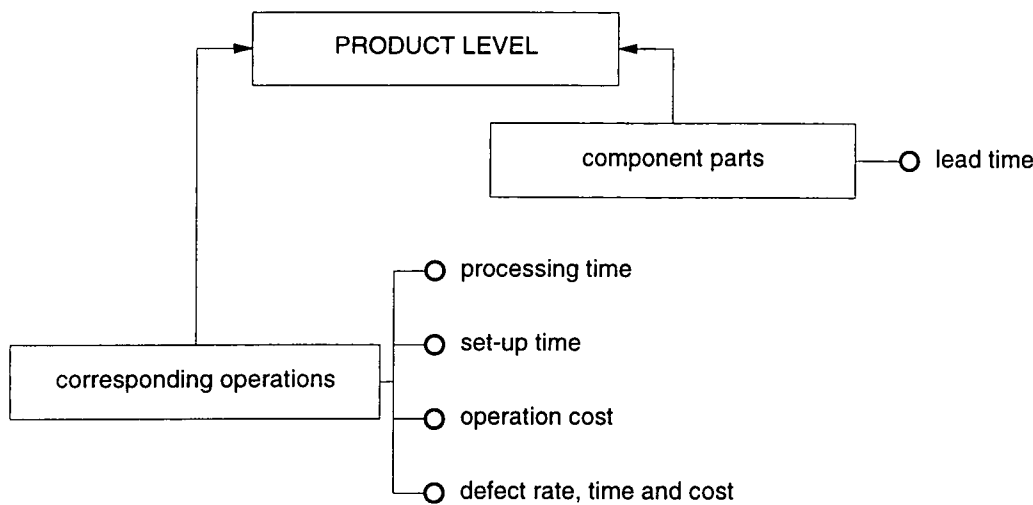 PRODUCT LEVEL
component parts
lead time
processing time
set-up time
corresponding operations
operation cost
defect rate, time and cost